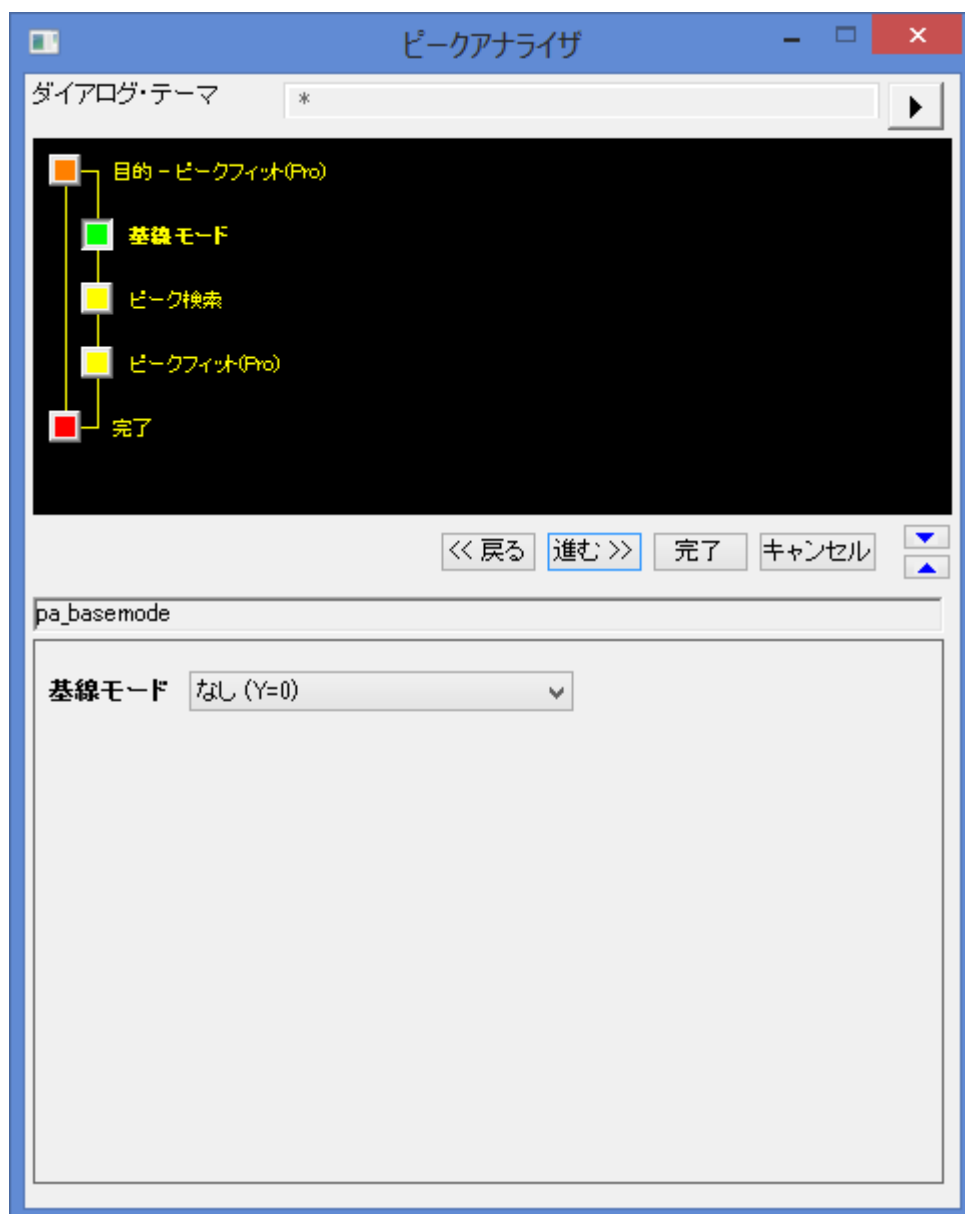 ピークアナライザ
ダイアログ・テーマ *
目的 - ピークフィット(Pro)
基線モード
ピーク検索
ピークフィット(Pro)
完了
<< 戻る 進む >> 完了 キャンセル
pa_basemode
基線モード なし (Y=0)